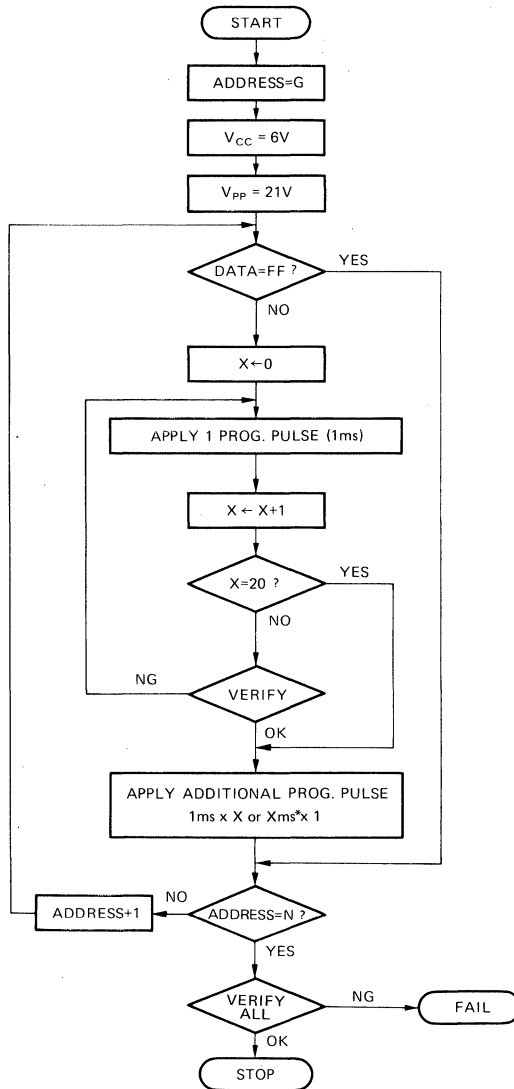 START
ADDRESS=G
VCC = 6V
VPP = 21V
DATA=FF ?
YES
NO
X←0
APPLY 1 PROG. PULSE (1ms)
X ← X+1
X=20 ?
YES
NO
NG
VERIFY
OK
APPLY ADDITIONAL PROG. PULSE
1ms x X or Xms*x 1
NO
ADDRESS+1
ADDRESS=N ?
YES
VERIFY
ALL
NG
FAIL
OK
STOP